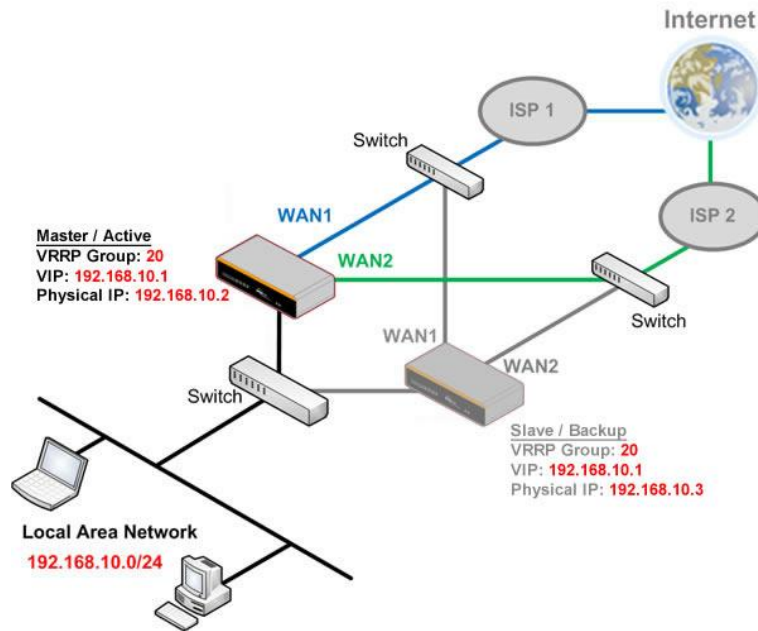 Internet
ISP 1
Switch
WAN1
Master / Active
VRRP Group: 20
VIP: 192.168.10.1
Physical IP: 192.168.10.2
WAN2
ISP 2
Switch
WAN1
WAN2
Switch
Slave / Backup
VRRP Group: 20
VIP: 192.168.10.1
Physical IP: 192.168.10.3
Local Area Network
192.168.10.0/24